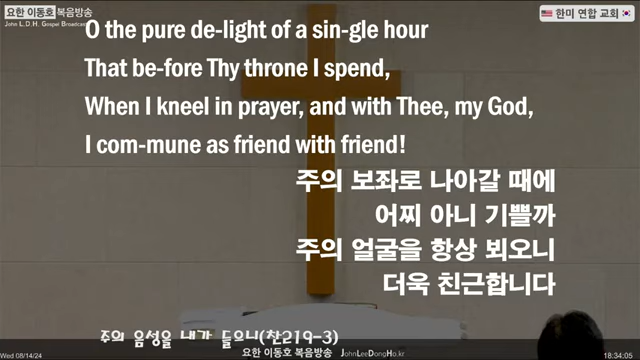 요한 이동호 복음방송
John L.D.H. Gospel Broadcast
한미 연합 교회
O the pure de-light of a sin-gle hour
That be-fore Thy throne I spend,
When I kneel in prayer, and with Thee, my God,
I com-mune as friend with friend!
주의 보좌로 나아갈 때에
어찌 아니 기쁠까
주의 얼굴을 항상 뵈오니
더욱 친근합니다
주의 음성을 내가 들으니(찬219-3)
Wed 08/14/24
요한 이동호 복음방송 JohnLeeDongHo.kr
18:34:05